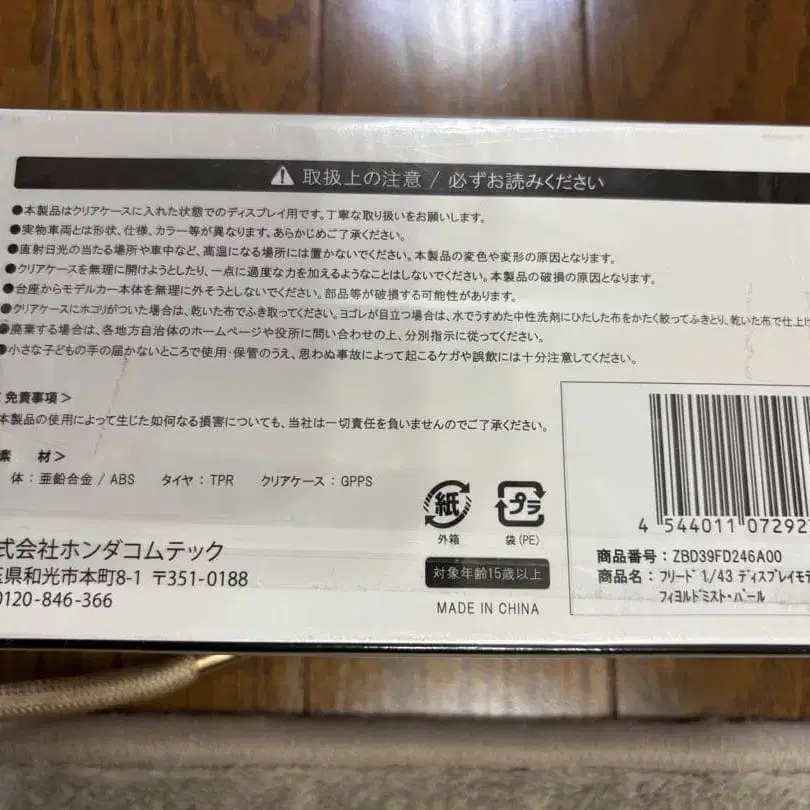 取扱上の注意 / 必ずお読みください
●本製品はクリアケースに入れた状態でのディスプレイ用です。丁寧な取り扱いをお願いします。
●実物車両とは形状、仕様、カラー等が異なります。あらかじめご了承ください。
●直射日光の当たる場所や車中など、高温になる場所には置かないでください。本製品の変色や変形の原因となります。
●クリアケースを無理に開けようとしたり、一点に過度な力を加えるようなことはしないでください。本製品の破損の原因となります。
●台座からモデルカー本体を無理に外そうとしないでください。部品等が破損する可能性があります。
●クリアケースにホコリがついた場合は、乾いた布でふき取ってください。ヨゴレが目立つ場合は、水でうすめた中性洗剤にひたした布をかたく絞ってふきとり、乾いた布で仕上げ
●廃棄する場合は、各地方自治体のホームページや役所に問い合わせの上、分別指示に従ってください。
●小さな子どもの手の届かないところで使用・保管のうえ、思わぬ事故によって起こるケガや誤飲には十分注意してください。
免責事項>
本製品の使用によって生じた如何なる損害についても、当社は一切責任を負いませんのでご了承ください。
素 材>
体：亜鉛合金 / ABS タイヤ：TPR クリアケース：GPPS
紙
外箱
プラ
袋(PE)
対象年齢15歳以上
MADE IN CHINA
式会社ホンダコムテック
玉県和光市本町8-1 〒351-0188
0120-846-366
4 544011 07292
商品番号：ZBD39FD246A00
商品名：フリード 1/43 ディスプレイモデ
フィヨルドミスト・パール